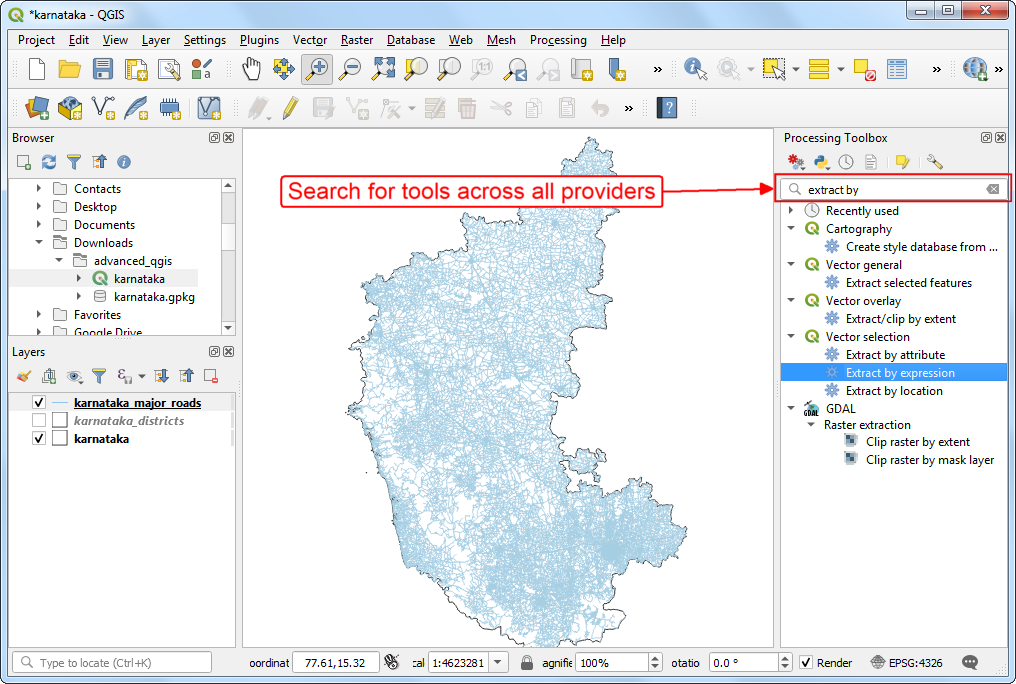 *karnataka - QGIS
Project Edit View Layer Settings Plugins Vector Raster Database Web Mesh Processing Help
Browser
Contacts
Desktop
Documents
Downloads
advanced_qgis
karnataka
karnataka.gpkg
Favorites
Google Drive
Layers
karnataka_major_roads
karnataka_districts
karnataka
Search for tools across all providers
Processing Toolbox
extract by
Recently used
Cartography
Create style database from ...
Vector general
Extract selected features
Vector overlay
Extract/clip by extent
Vector selection
Extract by attribute
Extract by expression
Extract by location
GDAL
GDAL
Raster extraction
Clip raster by extent
Clip raster by mask layer
Type to locate (Ctrl+K) oordinat 77.61,15.32 cal 1:4623281 agnifie 100% otatio 0.0 ° Render EPSG:4326